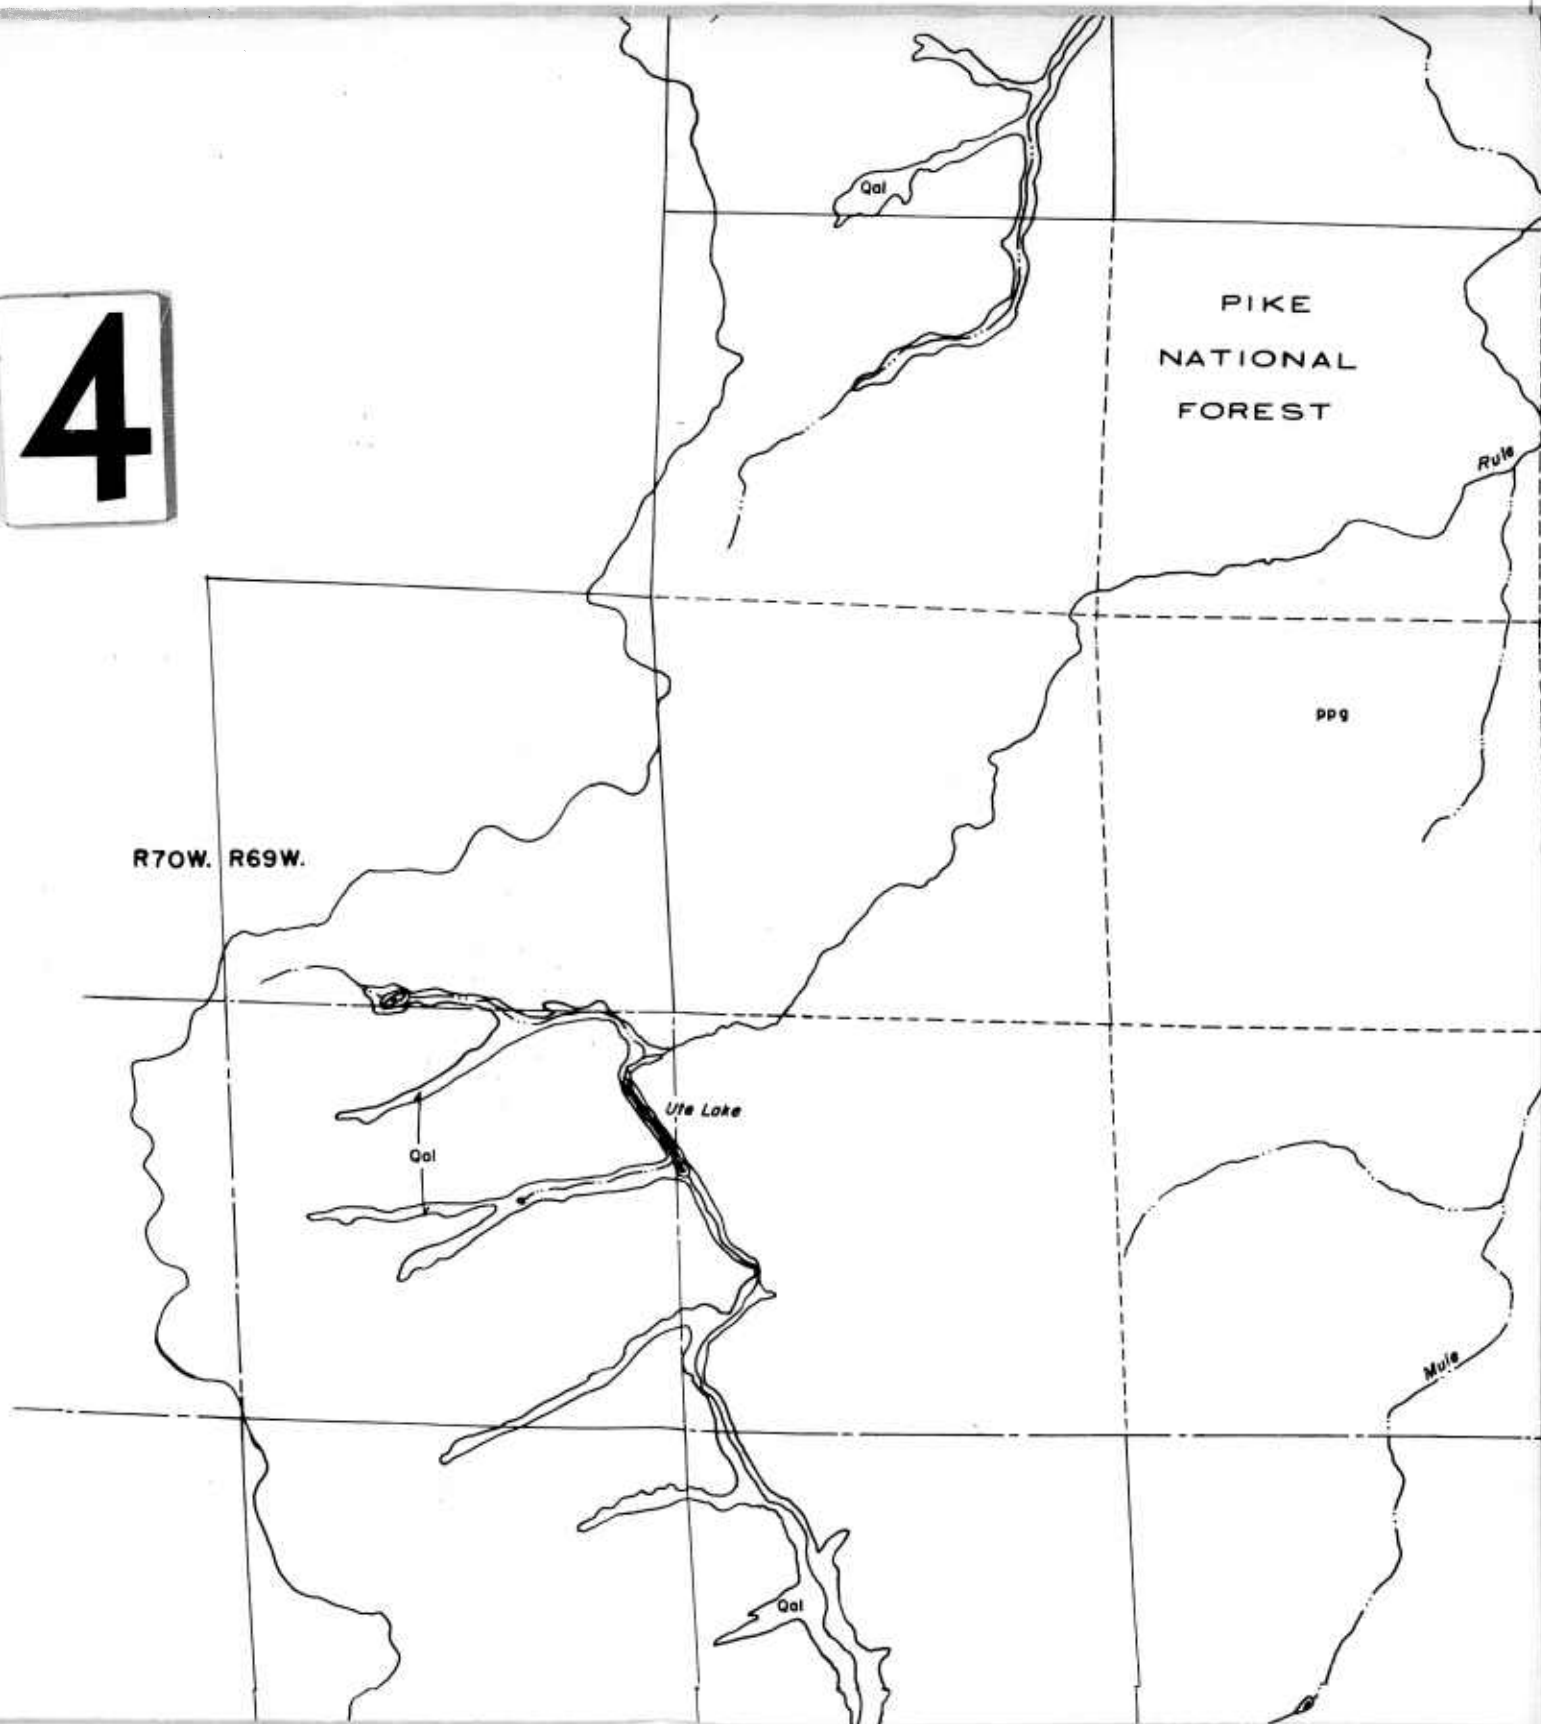 Qal
4
PIKE
NATIONAL
FOREST
Rule
ppg
R70W. R69W.
Ute Lake
Qal
Mule
Qal